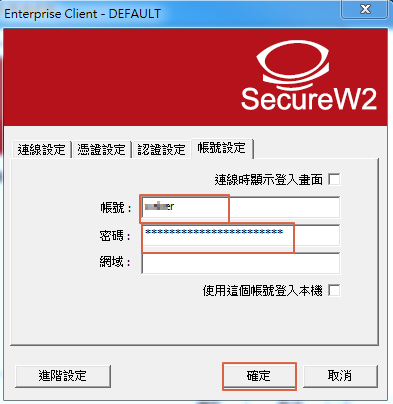 Enterprise Client - DEFAULT
SecureW2
連線設定 憑證設定 認證設定 帳號設定
連線時顯示登入畫面
帳號：
密碼： ***********************
網域：
使用這個帳號登入本機
進階設定 確定 取消